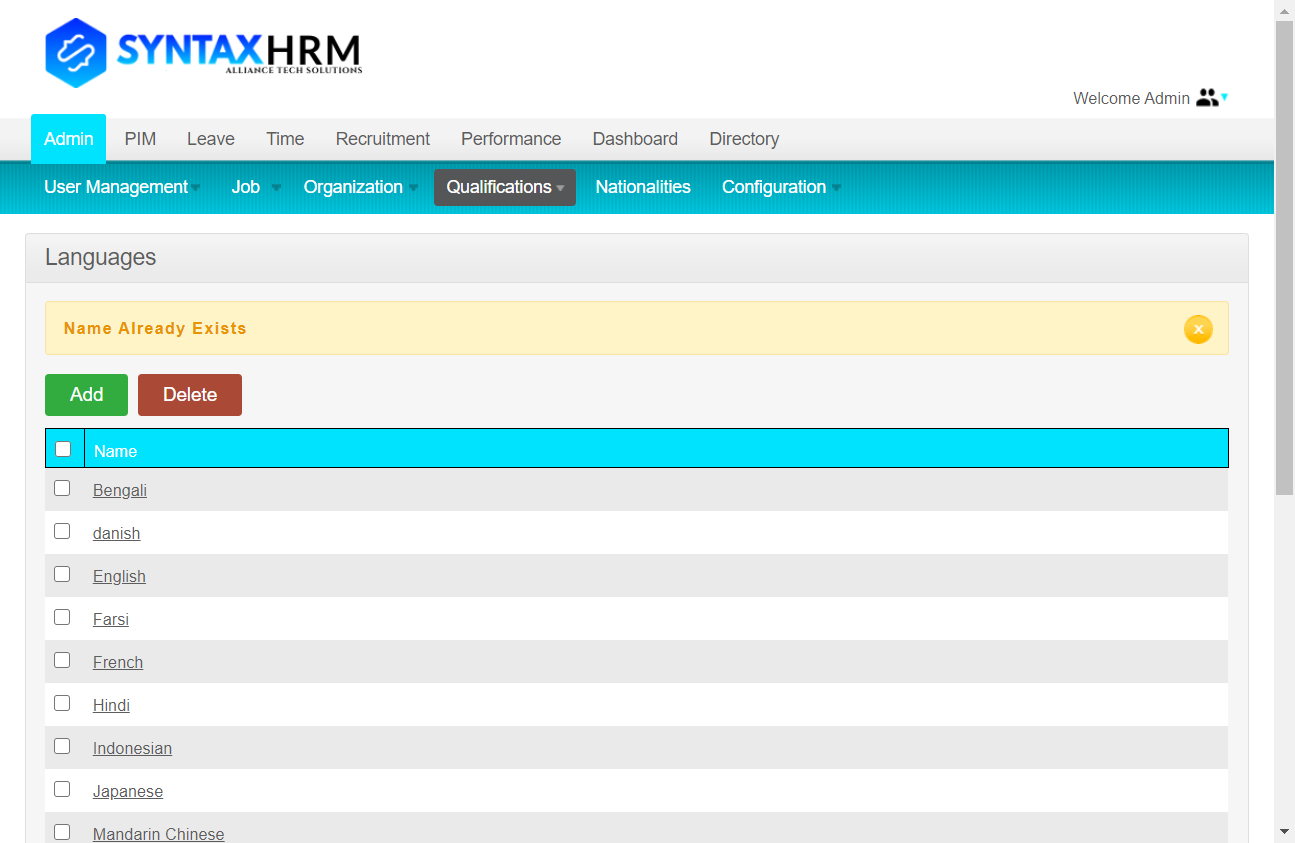 SYNTAXHRM
ALLIANCE TECH SOLUTIONS
Welcome Admin
Admin PIM Leave Time Recruitment Performance Dashboard Directory
User Management Job Organization Qualifications Nationalities Configuration
Languages
Name Already Exists
Add Delete
Name
Bengali
danish
English
Farsi
French
Hindi
Indonesian
Japanese
Mandarin Chinese